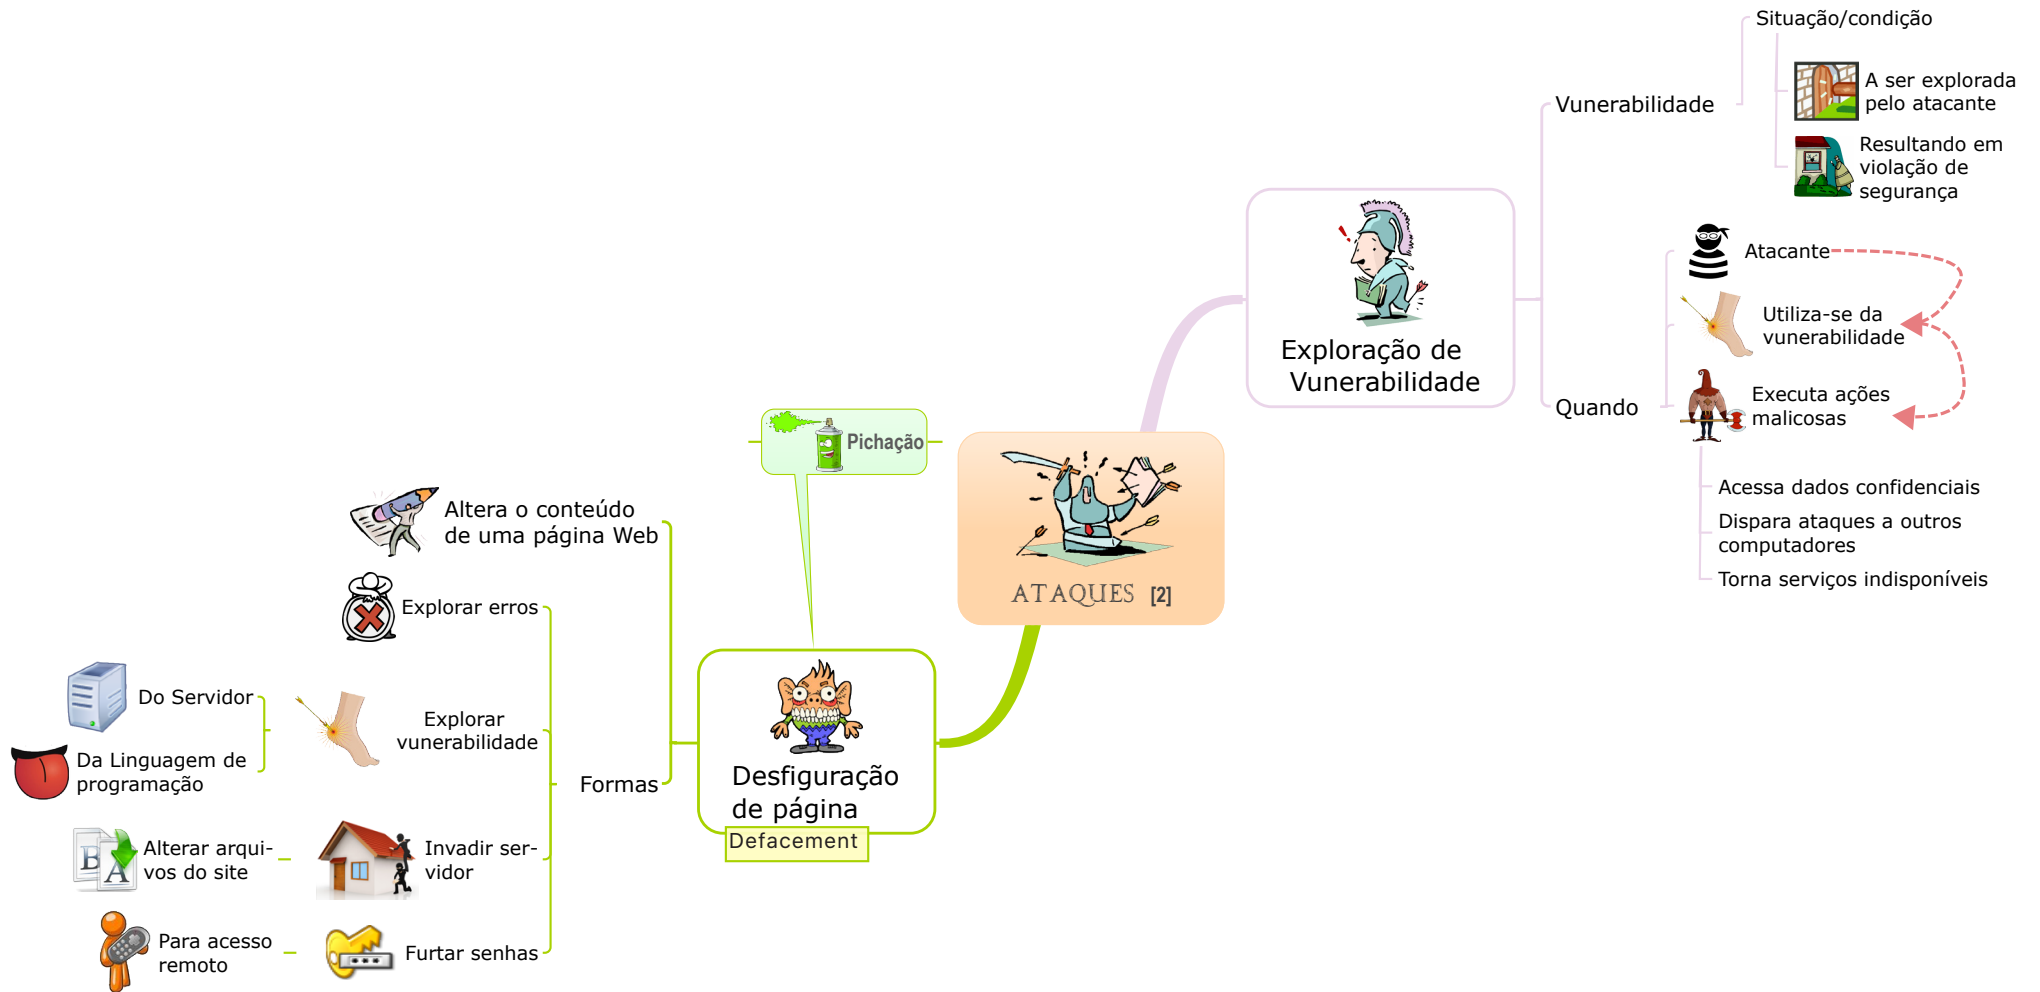 Situação/condição
A ser explorada
pelo atacante
Vunerabilidade
Resultando em
violação de
segurança
Atacante
Utiliza-se da
vunerabilidade
Exploração de
Vunerabilidade
Quando
Executa ações
malicosas
Acessa dados confidenciais
Dispara ataques a outros
computadores
Torna serviços indisponíveis
ATAQUES [2]
Pichação
Desfiguração
de página
Defacement
Altera o conteúdo
de uma página Web
Formas
Explorar erros
Explorar
vunerabilidade
Do Servidor
Da Linguagem de
programação
Invadir ser-
vidor
Alterar arqui-
vos do site
Furtar senhas
Para acesso
remoto
B
A